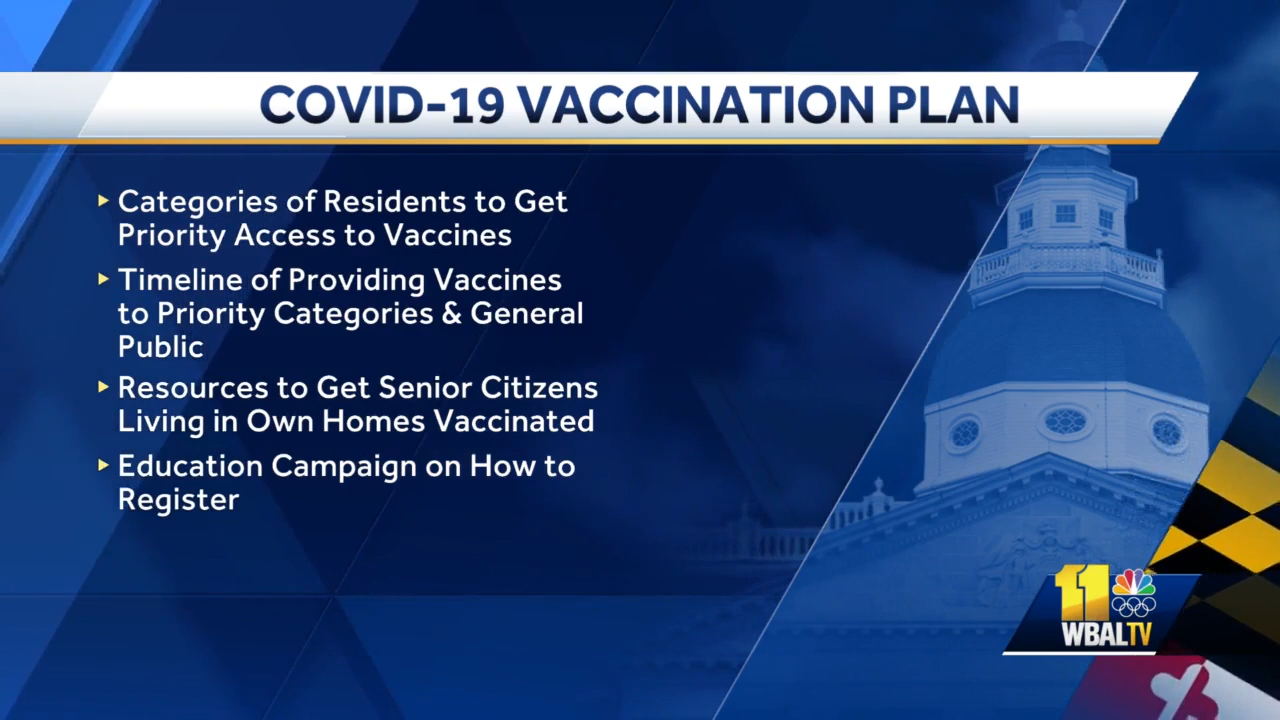 COVID-19 VACCINATION PLAN
Categories of Residents to Get
Priority Access to Vaccines
Timeline of Providing Vaccines
to Priority Categories & General
Public
Resources to Get Senior Citizens
Living in Own Homes Vaccinated
Education Campaign on How to
Register
11
WBALTV